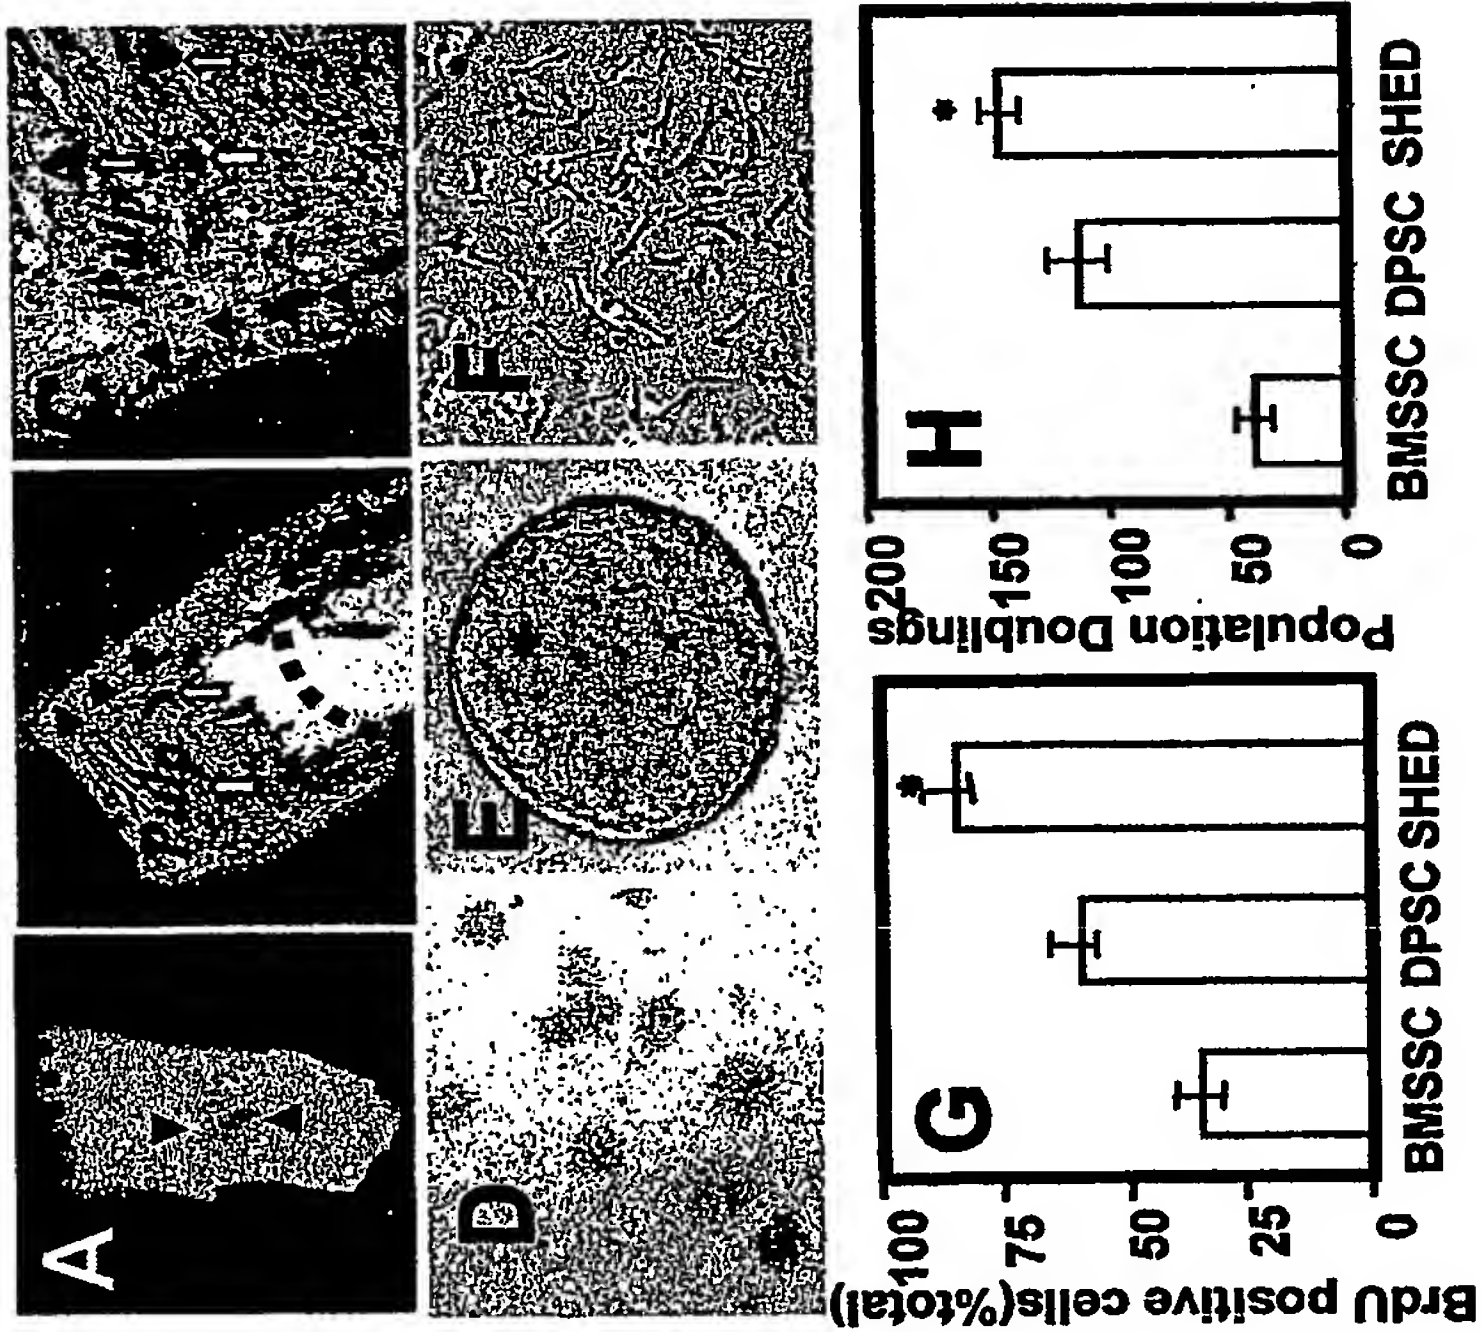 A
D
E
F
G
BrdU positive cells(%total)
100
75
50
25
0
BMSSC DPSC SHED
*
H
Population Doublings
200
150
100
50
0
BMSSC DPSC SHED
*